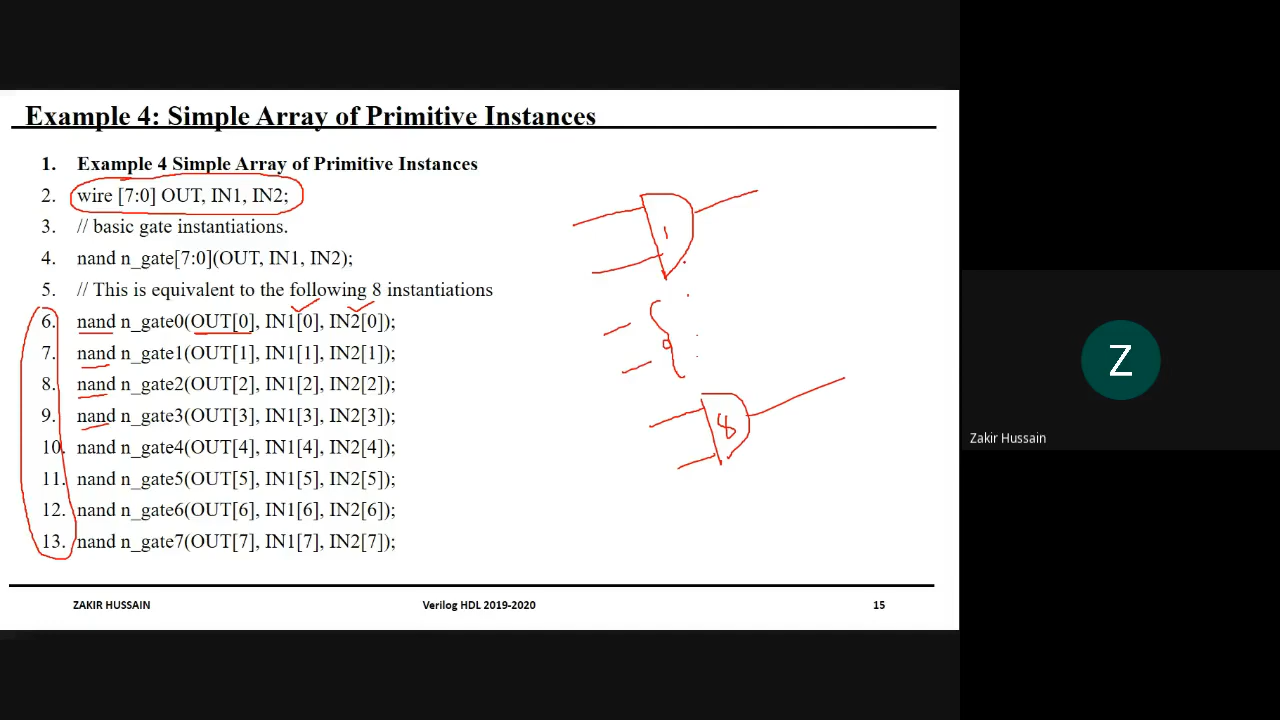 Example 4: Simple Array of Primitive Instances
1. Example 4 Simple Array of Primitive Instances
2. wire [7:0] OUT, IN1, IN2;
3. // basic gate instantiations.
4. nand n_gate[7:0](OUT, IN1, IN2);
5. // This is equivalent to the following 8 instantiations
6. nand n_gate0(OUT[0], IN1[0], IN2[0]);
7. nand n_gate1(OUT[1], IN1[1], IN2[1]);
8. nand n_gate2(OUT[2], IN1[2], IN2[2]);
9. nand n_gate3(OUT[3], IN1[3], IN2[3]);
10. nand n_gate4(OUT[4], IN1[4], IN2[4]);
11. nand n_gate5(OUT[5], IN1[5], IN2[5]);
12. nand n_gate6(OUT[6], IN1[6], IN2[6]);
13. nand n_gate7(OUT[7], IN1[7], IN2[7]);
1
8
ZAKIR HUSSAIN Verilog HDL 2019-2020 15
Z
Zakir Hussain